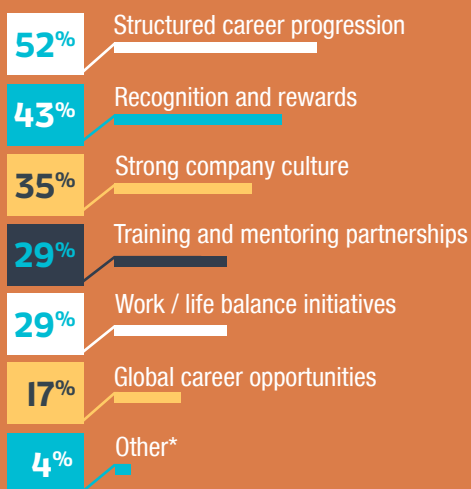 52% Structured career progression
43% Recognition and rewards
35% Strong company culture
29% Training and mentoring partnerships
29% Work / life balance initiatives
17% Global career opportunities
4% Other*